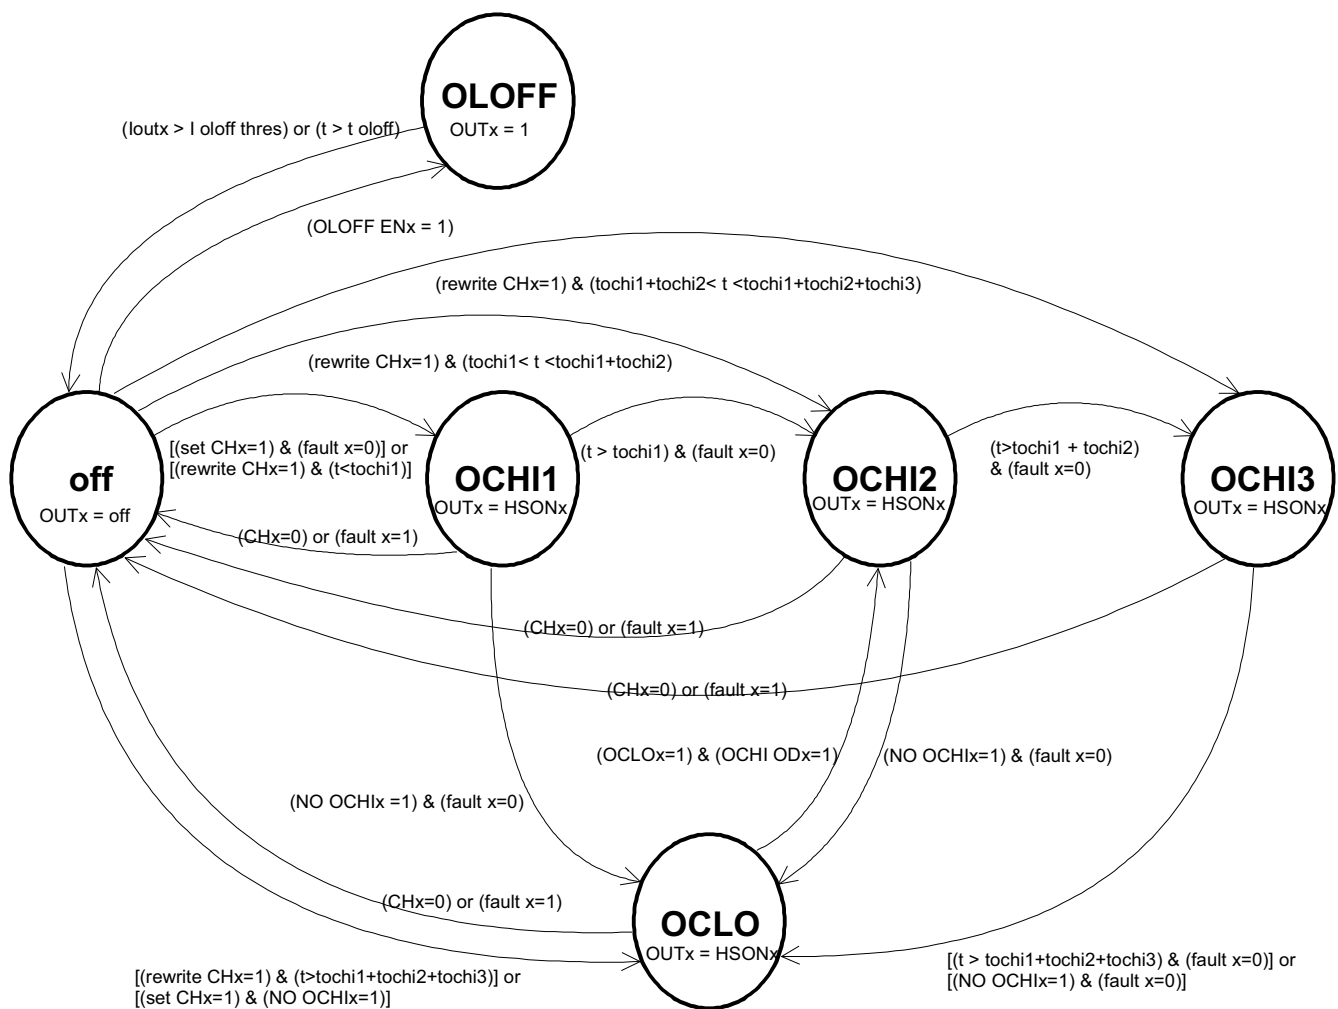 OLOFF
OUTx = 1
(Ioutx > I oloff thres) or (t > t oloff)
(OLOFF ENx = 1)
(rewrite CHx=1) & (tochi1+tochi2< t <tochi1+tochi2+tochi3)
(rewrite CHx=1) & (tochi1< t <tochi1+tochi2)
[(set CHx=1) & (fault x=0)] or
[(rewrite CHx=1) & (t<tochi1)]
(t > tochi1) & (fault x=0)
(t>tochi1 + tochi2)
& (fault x=0)
off
OUTx = off
OCHI1
OUTx = HSONx
OCHI2
OUTx = HSONx
OCHI3
OUTx = HSONx
(CHx=0) or (fault x=1)
(CHx=0) or (fault x=1)
(CHx=0) or (fault x=1)
(OCLOx=1) & (OCHI ODx=1)
(NO OCHIx=1) & (fault x=0)
(NO OCHIx =1) & (fault x=0)
(CHx=0) or (fault x=1)
OCLO
OUTx = HSONx
[(rewrite CHx=1) & (t>tochi1+tochi2+tochi3)] or
[(set CHx=1) & (NO OCHIx=1)]
[(t > tochi1+tochi2+tochi3) & (fault x=0)] or
[(NO OCHIx=1) & (fault x=0)]